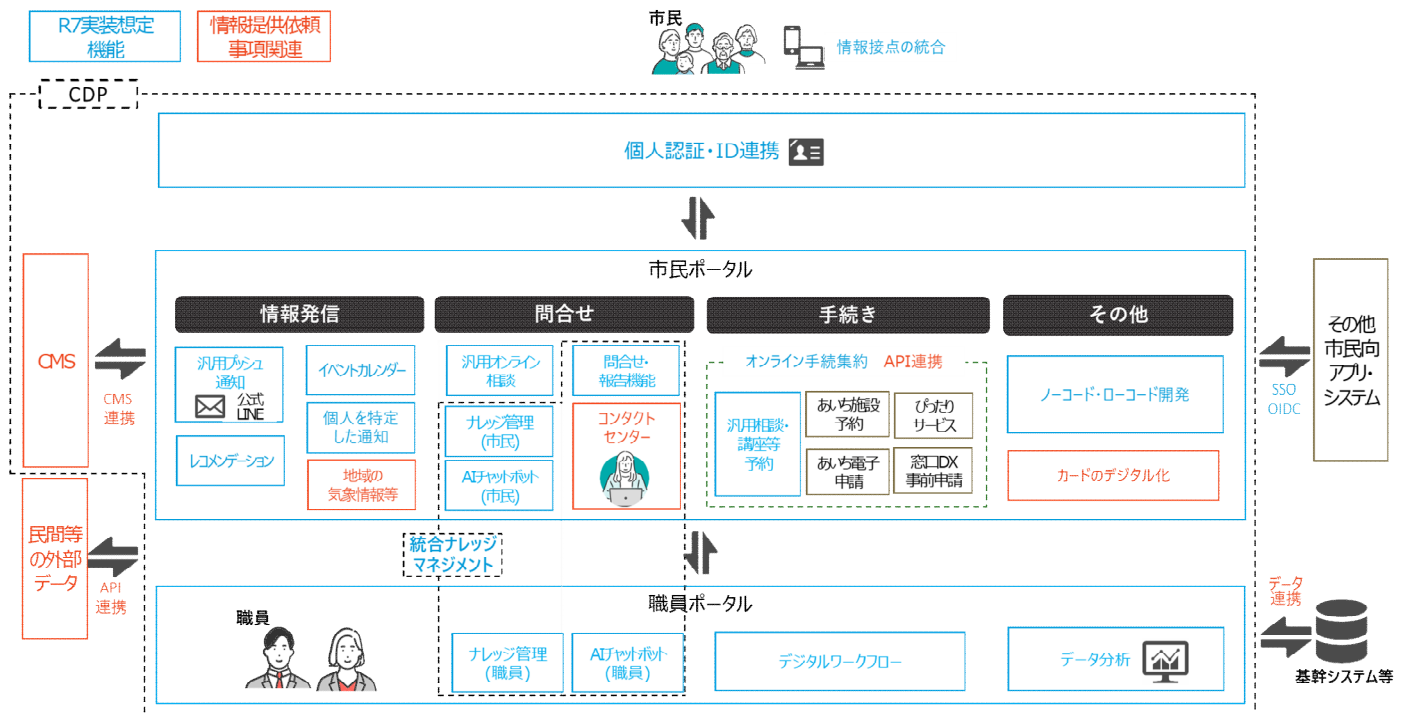 R7実装想定
機能
情報提供依頼
事項関連
市民
情報接点の統合
CDP
個人認証・ID連携
市民ポータル
情報発信
問合せ
手続き
その他
汎用プッシュ
通知
公式
LINE
イベントカレンダー
個人を特定
した通知
レコメンデーション
地域の
気象情報等
汎用オンライン
相談
問合せ・
報告機能
ナレッジ管理
(市民)
コンタクト
センター
AIチャットボット
(市民)
オンライン手続集約
API連携
汎用相談・
講座等
予約
あいち施設
予約
ぴったり
サービス
あいち電子
申請
窓口DX
事前申請
ノーコード・ローコード開発
カードのデジタル化
CMS
CMS
連携
民間等
の外部
データ
API
連携
その他
市民向
アプリ・
システム
SSO
OIDC
統合ナレッジ
マネジメント
職員ポータル
職員
ナレッジ管理
(職員)
AIチャットボット
(職員)
デジタルワークフロー
データ分析
データ
連携
基幹システム等